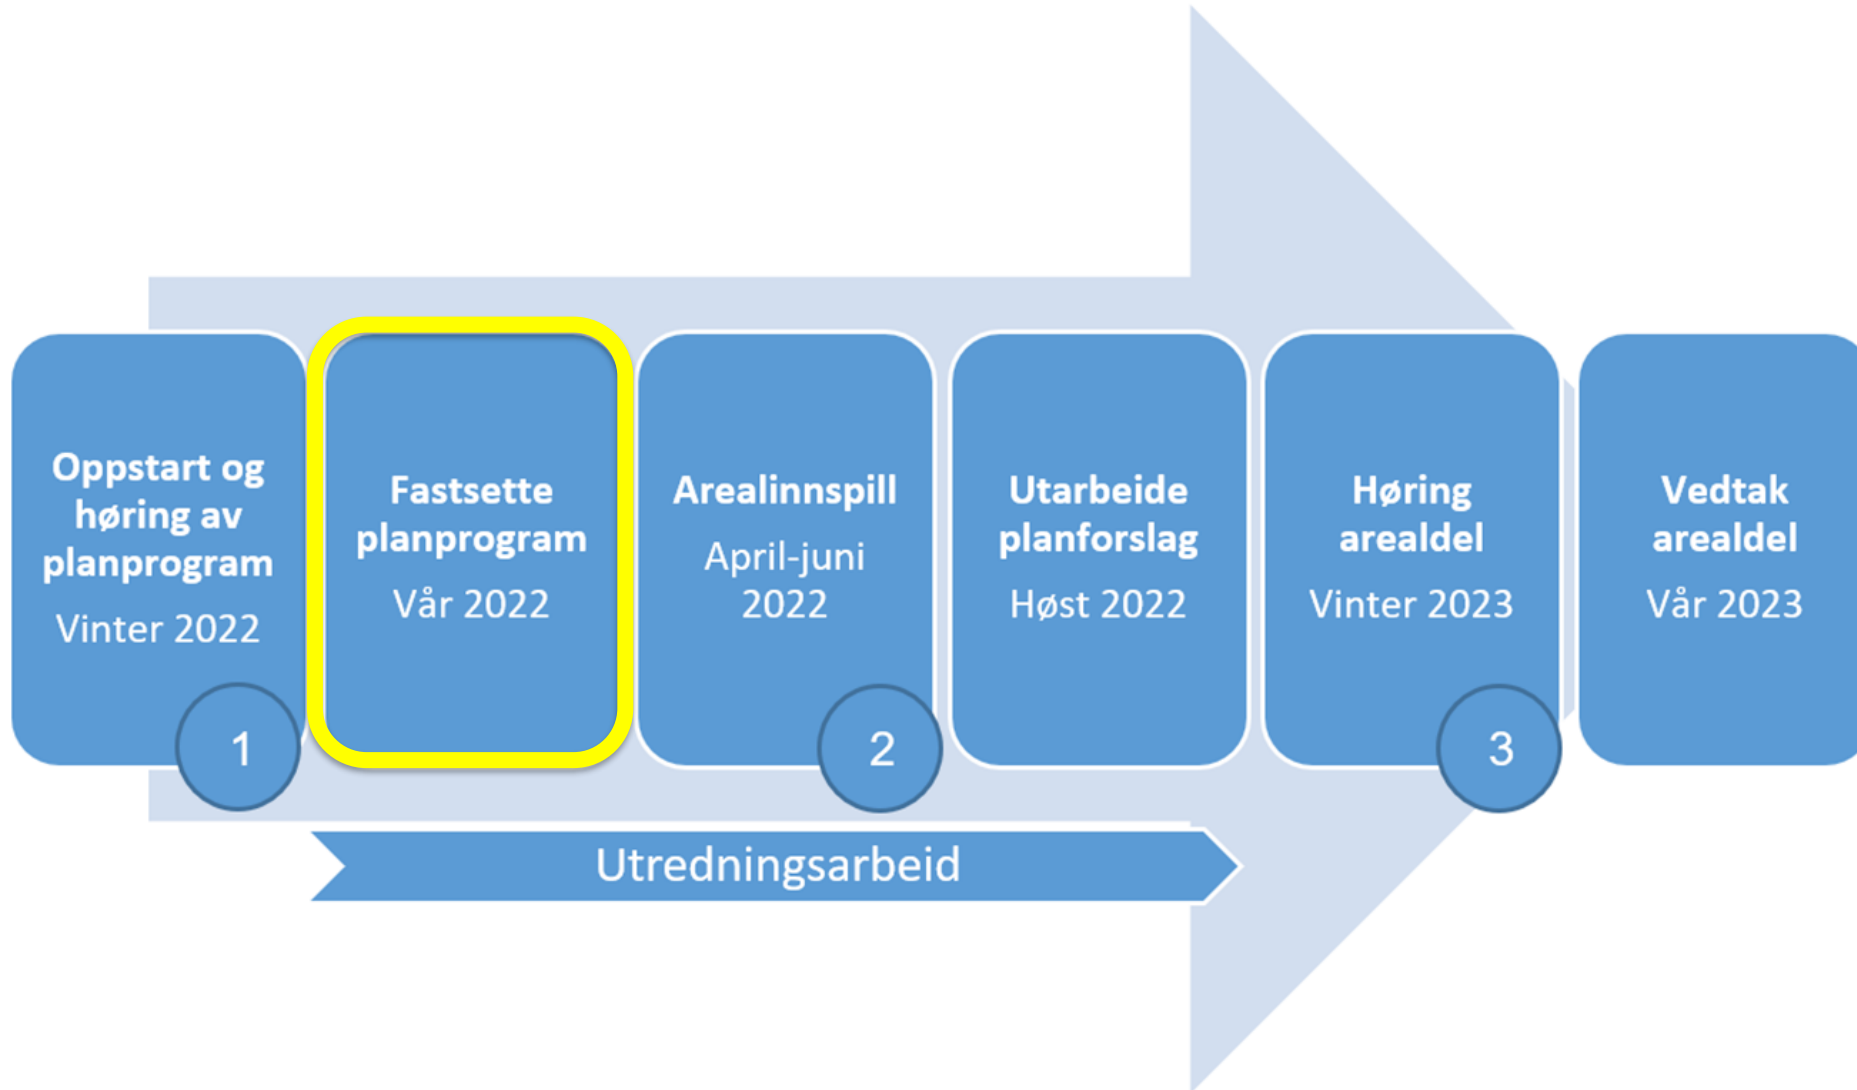 Oppstart og
høring av
planprogram
Vinter 2022
1
Fastsette
planprogram
Vår 2022
Arealinnspill
April-juni
2022
2
Utarbeide
planforslag
Høst 2022
Høring
arealdel
Vinter 2023
3
Vedtak
arealdel
Vår 2023
Utredningsarbeid